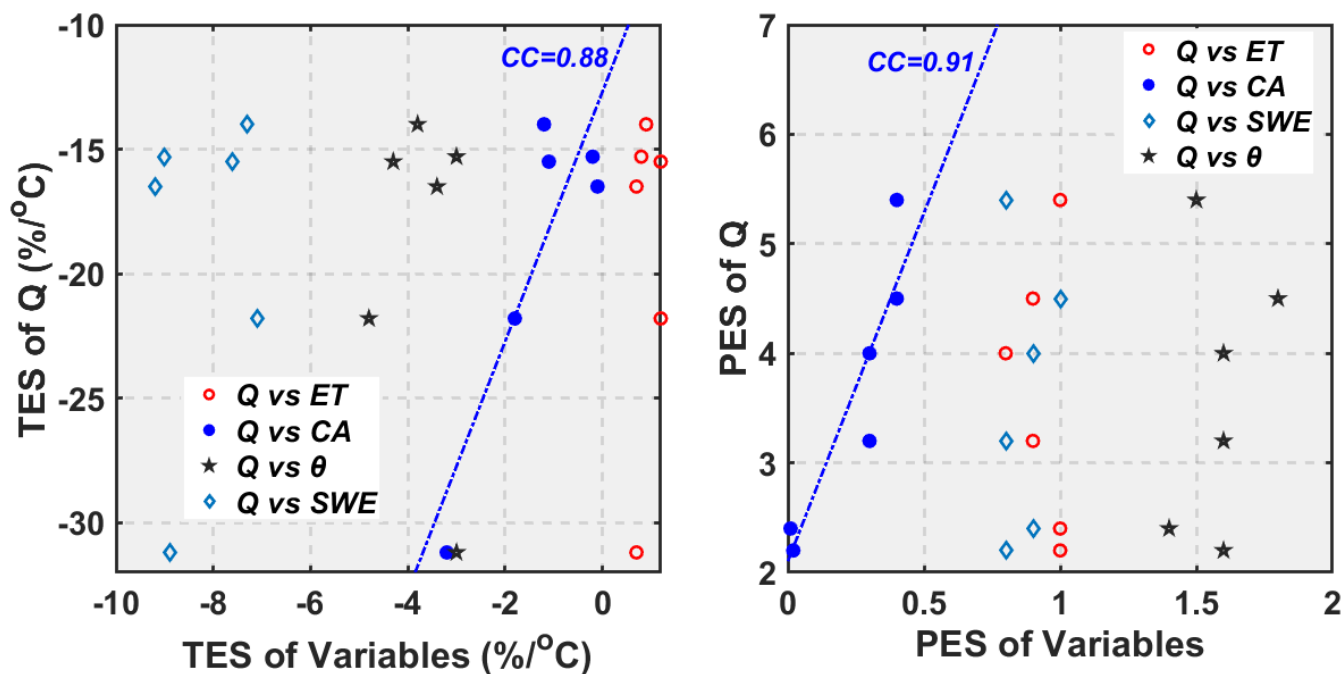 TES of Q (%/°C)
-10
-15
-20
-25
-30
CC=0.88
Q vs ET
Q vs CA
Q vs θ
Q vs SWE
-10 -8 -6 -4 -2 0
TES of Variables (%/°C)
PES of Q
7
6
5
4
3
2
CC=0.91
Q vs ET
Q vs CA
Q vs SWE
Q vs θ
0 0.5 1 1.5 2
PES of Variables